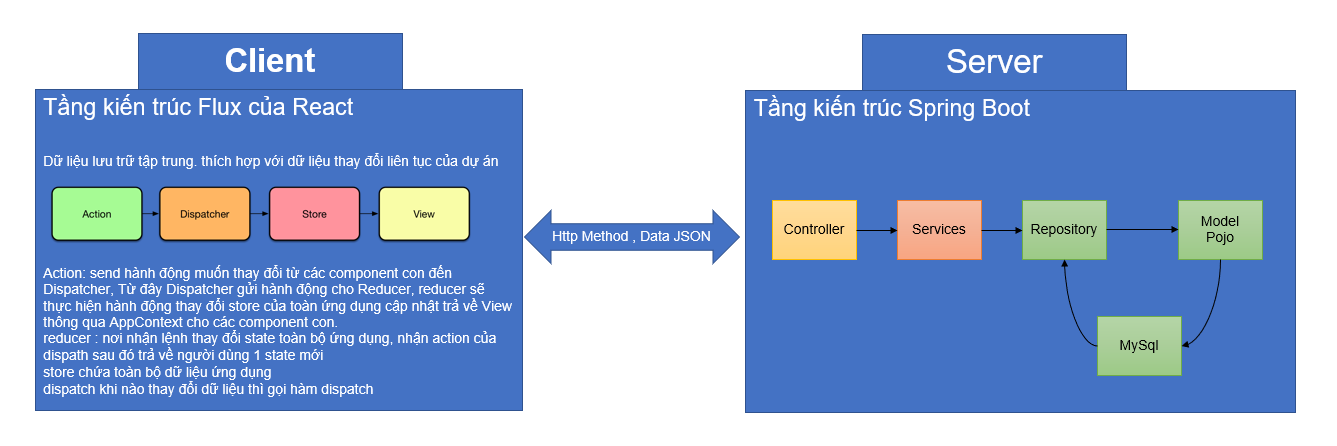 Client
Tầng kiến trúc Flux của React
Dữ liệu lưu trữ tập trung. thích hợp với dữ liệu thay đổi liên tục của dự án
Action
Dispatcher
Store
View
Action: send hành động muốn thay đổi từ các component con đến
Dispatcher, Từ đây Dispatcher gửi hành động cho Reducer, reducer sẽ
thực hiện hành động thay đổi store của toàn ứng dụng cập nhật trả về View
thông qua AppContext cho các component con.
reducer : nơi nhận lệnh thay đổi state toàn bộ ứng dụng, nhận action của
dispath sau đó trả về người dùng 1 state mới
store chứa toàn bộ dữ liệu ứng dụng
dispatch khi nào thay đổi dữ liệu thì gọi hàm dispatch
Http Method , Data JSON
Server
Tầng kiến trúc Spring Boot
Controller
Services
Repository
Model
Pojo
MySql